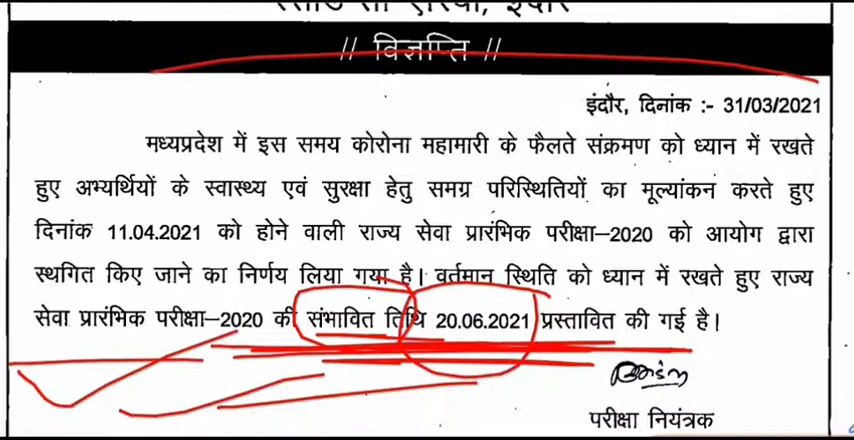 इंदौर
// विज्ञप्ति //
इंदौर, दिनांक :- 31/03/2021
मध्यप्रदेश में इस समय कोरोना महामारी के फैलते संक्रमण को ध्यान में रखते
हुए अभ्यर्थियों के स्वास्थ्य एवं सुरक्षा हेतु समग्र परिस्थितियों का मूल्यांकन करते हुए
दिनांक 11.04.2021 को होने वाली राज्य सेवा प्रारंभिक परीक्षा–2020 को आयोग द्वारा
स्थगित किए जाने का निर्णय लिया गया है। वर्तमान स्थिति को ध्यान में रखते हुए राज्य
सेवा प्रारंभिक परीक्षा–2020 की संभावित तिथि 20.06.2021 प्रस्तावित की गई है।
परीक्षा नियंत्रक